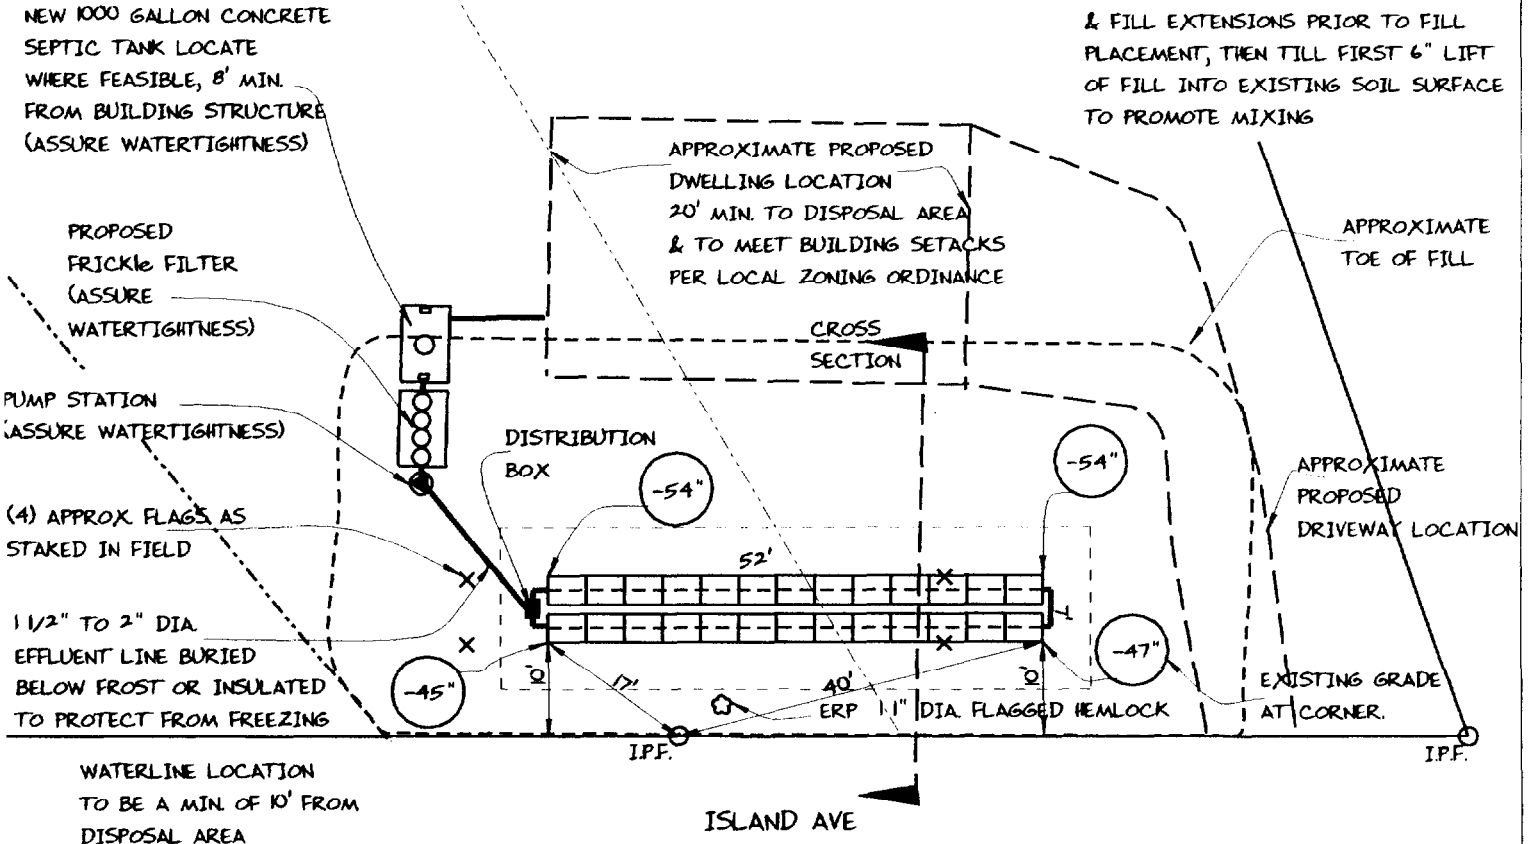 NEW 1000 GALLON CONCRETE
SEPTIC TANK LOCATE
WHERE FEASIBLE, 8' MIN.
FROM BUILDING STRUCTURE
(ASSURE WATERTIGHTNESS)
& FILL EXTENSIONS PRIOR TO FILL
PLACEMENT, THEN TILL FIRST 6" LIFT
OF FILL INTO EXISTING SOIL SURFACE
TO PROMOTE MIXING
APPROXIMATE PROPOSED
DWELLING LOCATION
20' MIN. TO DISPOSAL AREA
& TO MEET BUILDING SETACKS
PER LOCAL ZONING ORDINANCE
PROPOSED
FRICKle FILTER
(ASSURE
WATERTIGHTNESS)
APPROXIMATE
TOE OF FILL
CROSS
SECTION
PUMP STATION
(ASSURE WATERTIGHTNESS)
DISTRIBUTION
BOX
-54"
-54"
APPROXIMATE
PROPOSED
DRIVEWAY LOCATION
(4) APPROX. FLAGS AS
STAKED IN FIELD
52'
1 1/2" TO 2" DIA.
EFFLUENT LINE BURIED
BELOW FROST OR INSULATED
TO PROTECT FROM FREEZING
-45"
10'
17'
40'
10'
-47"
EXISTING GRADE
AT CORNER.
ERP 11" DIA. FLAGGED HEMLOCK
I.P.F.
I.P.F.
WATERLINE LOCATION
TO BE A MIN. OF 10' FROM
DISPOSAL AREA
ISLAND AVE